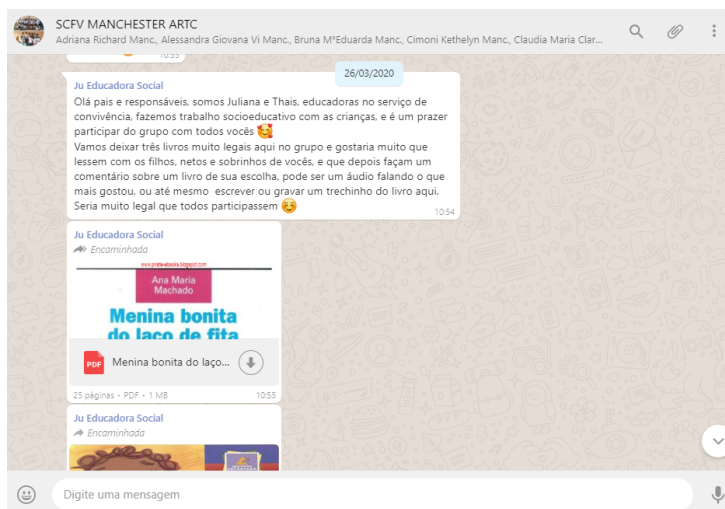 SCFV MANCHESTER ARTC
Adriana Richard Manc., Alessandra Giovana Vi Manc., Bruna MªEduarda Manc., Cimoni Kethelyn Manc., Claudia Maria Clar...
10:53
26/03/2020
Ju Educadora Social
Olá pais e responsáveis, somos Juliana e Thais, educadoras no serviço de
convivência, fazemos trabalho socioeducativo com as crianças, e é um prazer
participar do grupo com todos vocês 🥰
Vamos deixar três livros muito legais aqui no grupo e gostaria muito que
lessem com os filhos, netos e sobrinhos de vocês, e que depois façam um
comentário sobre um livro de sua escolha, pode ser um áudio falando o que
mais gostou, ou até mesmo  escrever ou gravar um trechinho do livro aqui.
Seria muito legal que todos participassem ☺️
10:54
Ju Educadora Social
Encaminhada
Ana Maria
Machado
Menina bonita
do laço de fita
PDF
Menina bonita do laço...
25 páginas • PDF • 1 MB
10:55
Ju Educadora Social
Encaminhada
Digite uma mensagem